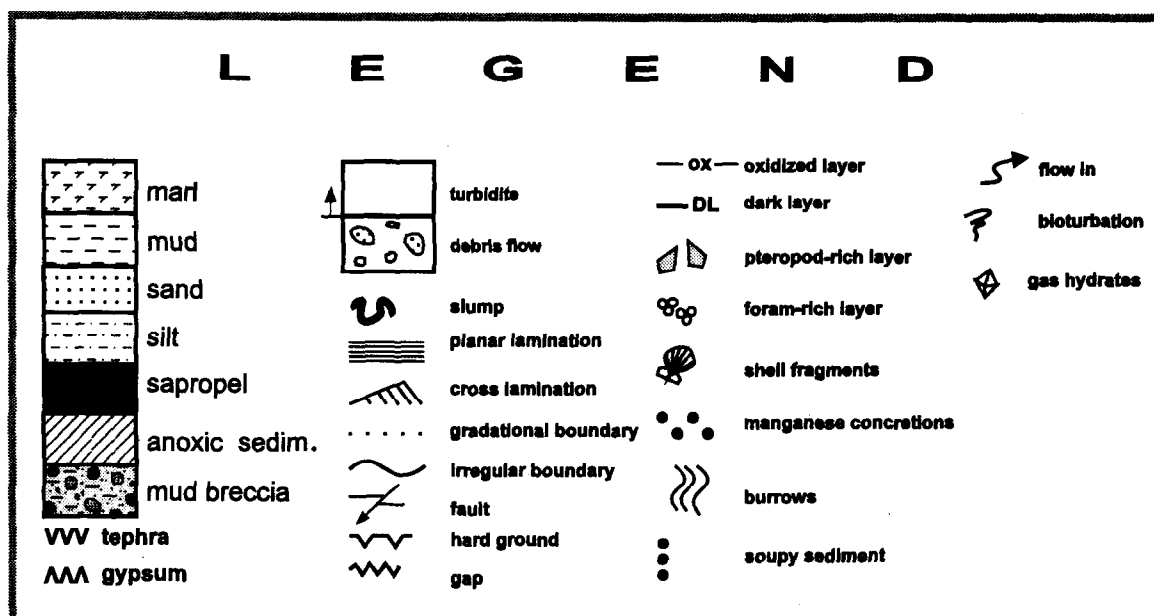 L E G E N D
marl
mud
sand
silt
sapropel
anoxic sedim.
mud breccia
VVV tephra
ΛΛΛ gypsum
turbidite
debris flow
slump
planar lamination
cross lamination
gradational boundary
irregular boundary
fault
hard ground
gap
OX oxidized layer
DL dark layer
pteropod-rich layer
foram-rich layer
shell fragments
manganese concretions
burrows
soupy sediment
flow in
bioturbation
gas hydrates